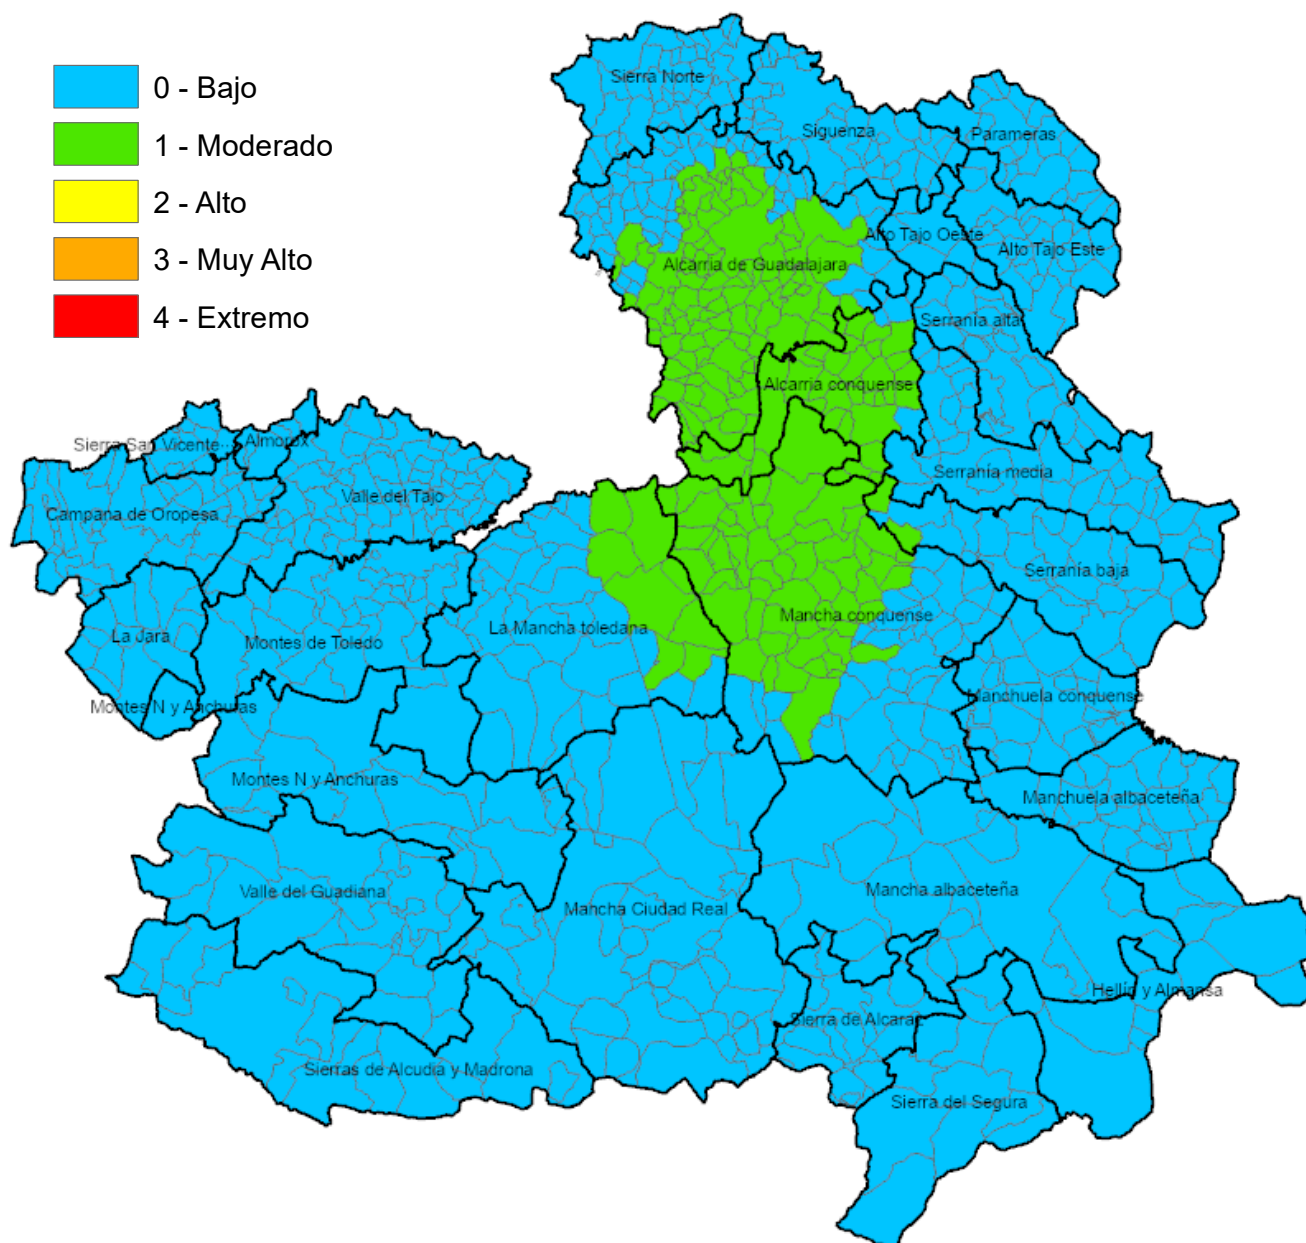 0 - Bajo
1 - Moderado
2 - Alto
3 - Muy Alto
4 - Extremo
Sierra Norte
Siguenza
Parameras
Alto Tajo Oeste
Alto Tajo Este
Alcarria de Guadalajara
Serranía alta
Alcarria conquense
Sierra San Vicente
Almorox
Serranía media
Valle del Tajo
Campana de Oropesa
Serranía baja
La Jara
Montes de Toledo
La Mancha toledana
Mancha conquense
Montes N y Anchuras
Manchuela conquense
Montes N y Anchuras
Manchuela albaceteña
Valle del Guadiana
Mancha Ciudad Real
Mancha albaceteña
Hellín y Almansa
Sierra de Alcaraz
Sierras de Alcudia y Madrona
Sierra del Segura